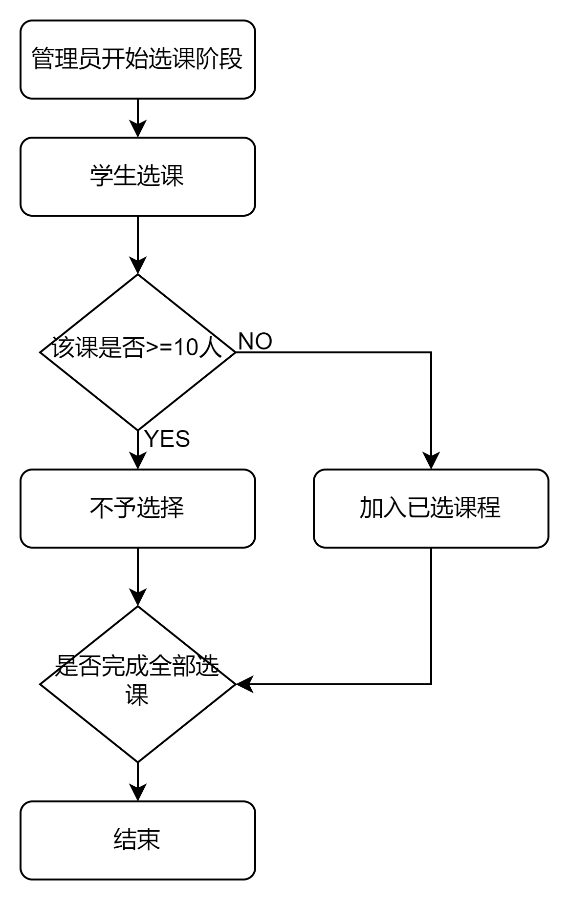 管理员开始选课阶段
学生选课
该课是否>=10人
NO
YES
不予选择
加入已选课程
是否完成全部选
课
结束